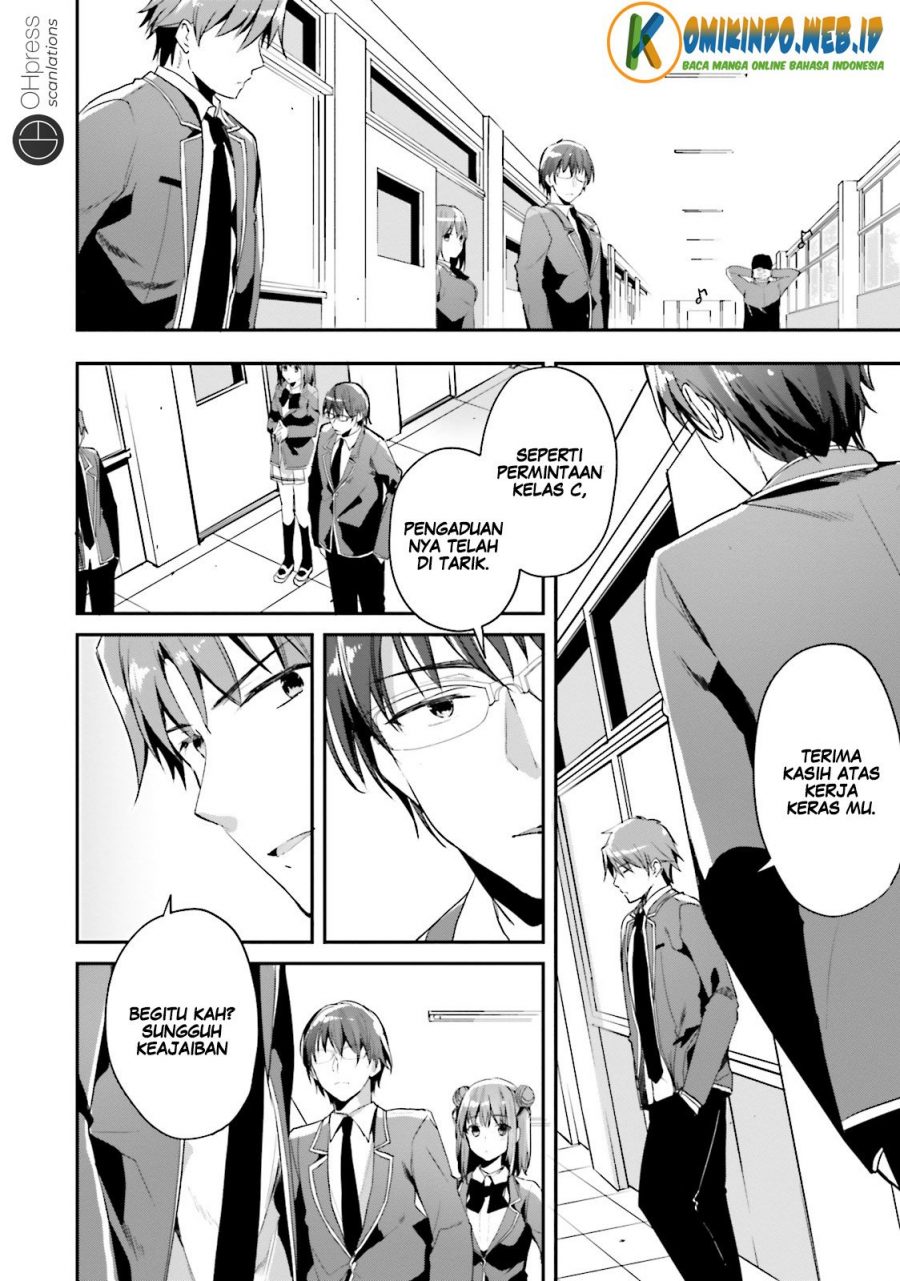 OHpress
scanlations
KOMIKINDO.WEB.ID
BACA MANGA ONLINE BAHASA INDONESIA
TERIMA
KASIH ATAS
KERJA
KERAS MU.
SEPERTI
PERMINTAAN
KELAS C,
PENGADUAN
NYA TELAH
DI TARIK.
BEGITU KAH?
SUNGGUH
KEAJAIBAN